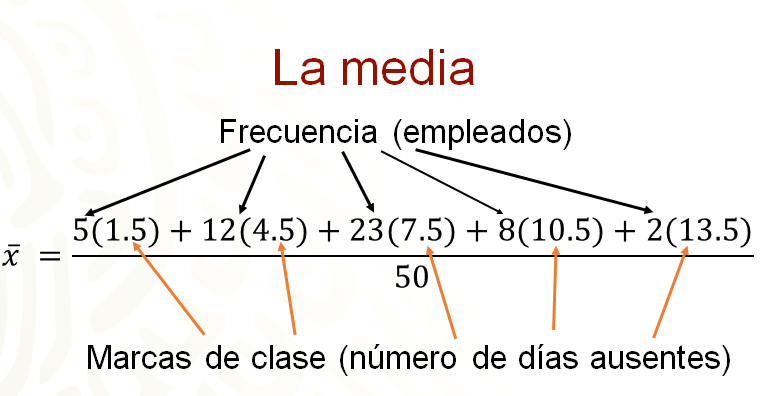 La media
Frecuencia (empleados)
x̄ = 5(1.5) + 12(4.5) + 23(7.5) + 8(10.5) + 2(13.5)
50
Marcas de clase (número de días ausentes)